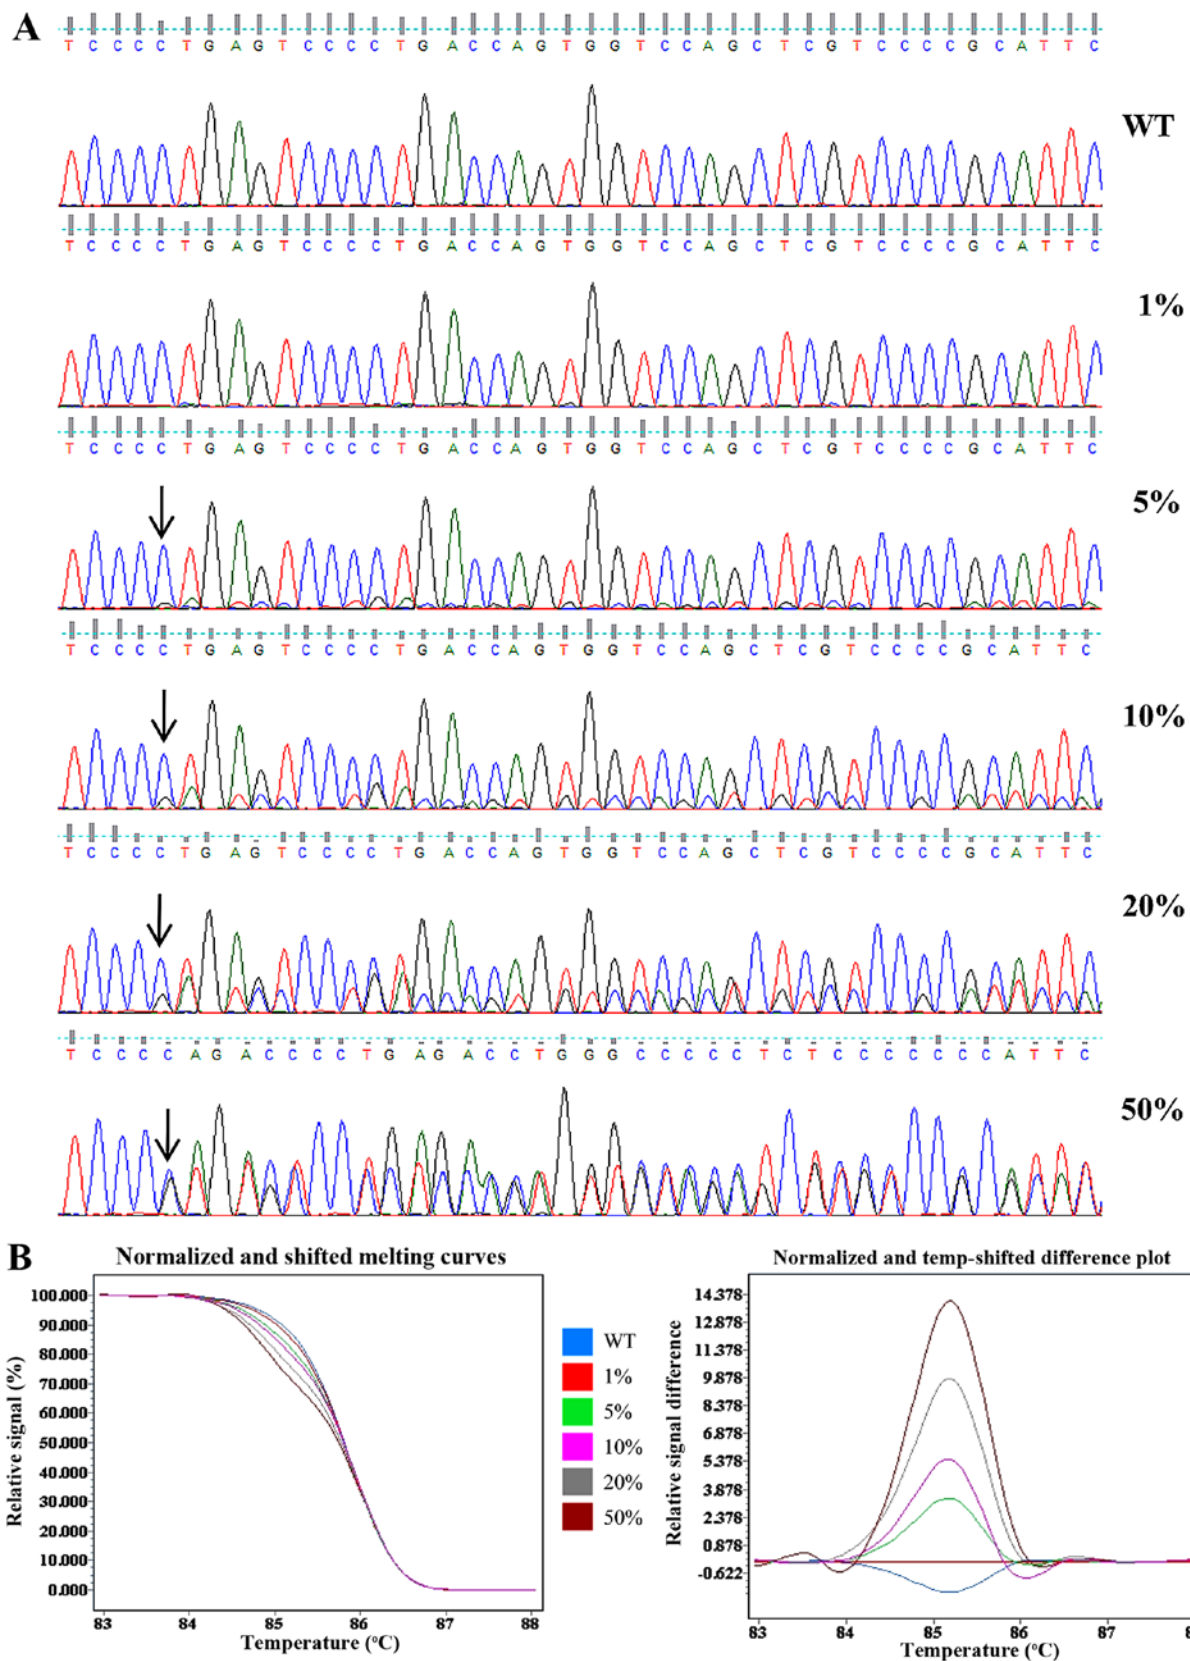 A
T C C C C T G A G T C C C C T G A C C A G T G G T C C A G C T C G T C C C C G C A T T C
WT
T C C C C T G A G T C C C C T G A C C A G T G G T C C A G C T C G T C C C C G C A T T C
1%
T C C C C T G A G T C C C C T G A C C A G T G G T C C A G C T C G T C C C C G C A T T C
5%
T C C C C T G A G T C C C C T G A C C A G T G G T C C A G C T C G T C C C C G C A T T C
10%
T C C C C T G A G T C C C C T G A C C A G T G G T C C A G C T C G T C C C C G C A T T C
20%
T C C C C A G A C C C C T G A G A C C T G G G C C C C C T C T C C C C C C C A T T C
50%
B
Normalized and shifted melting curves
Relative signal (%)
100.000
90.000
80.000
70.000
60.000
50.000
40.000
30.000
20.000
10.000
0.000
83 84 85 86 87 88
Temperature (°C)
WT
1%
5%
10%
20%
50%
Normalized and temp-shifted difference plot
Relative signal difference
14.378
12.878
11.378
9.878
8.378
6.878
5.378
3.878
2.378
0.878
-0.622
83 84 85 86 87
Temperature (°C)